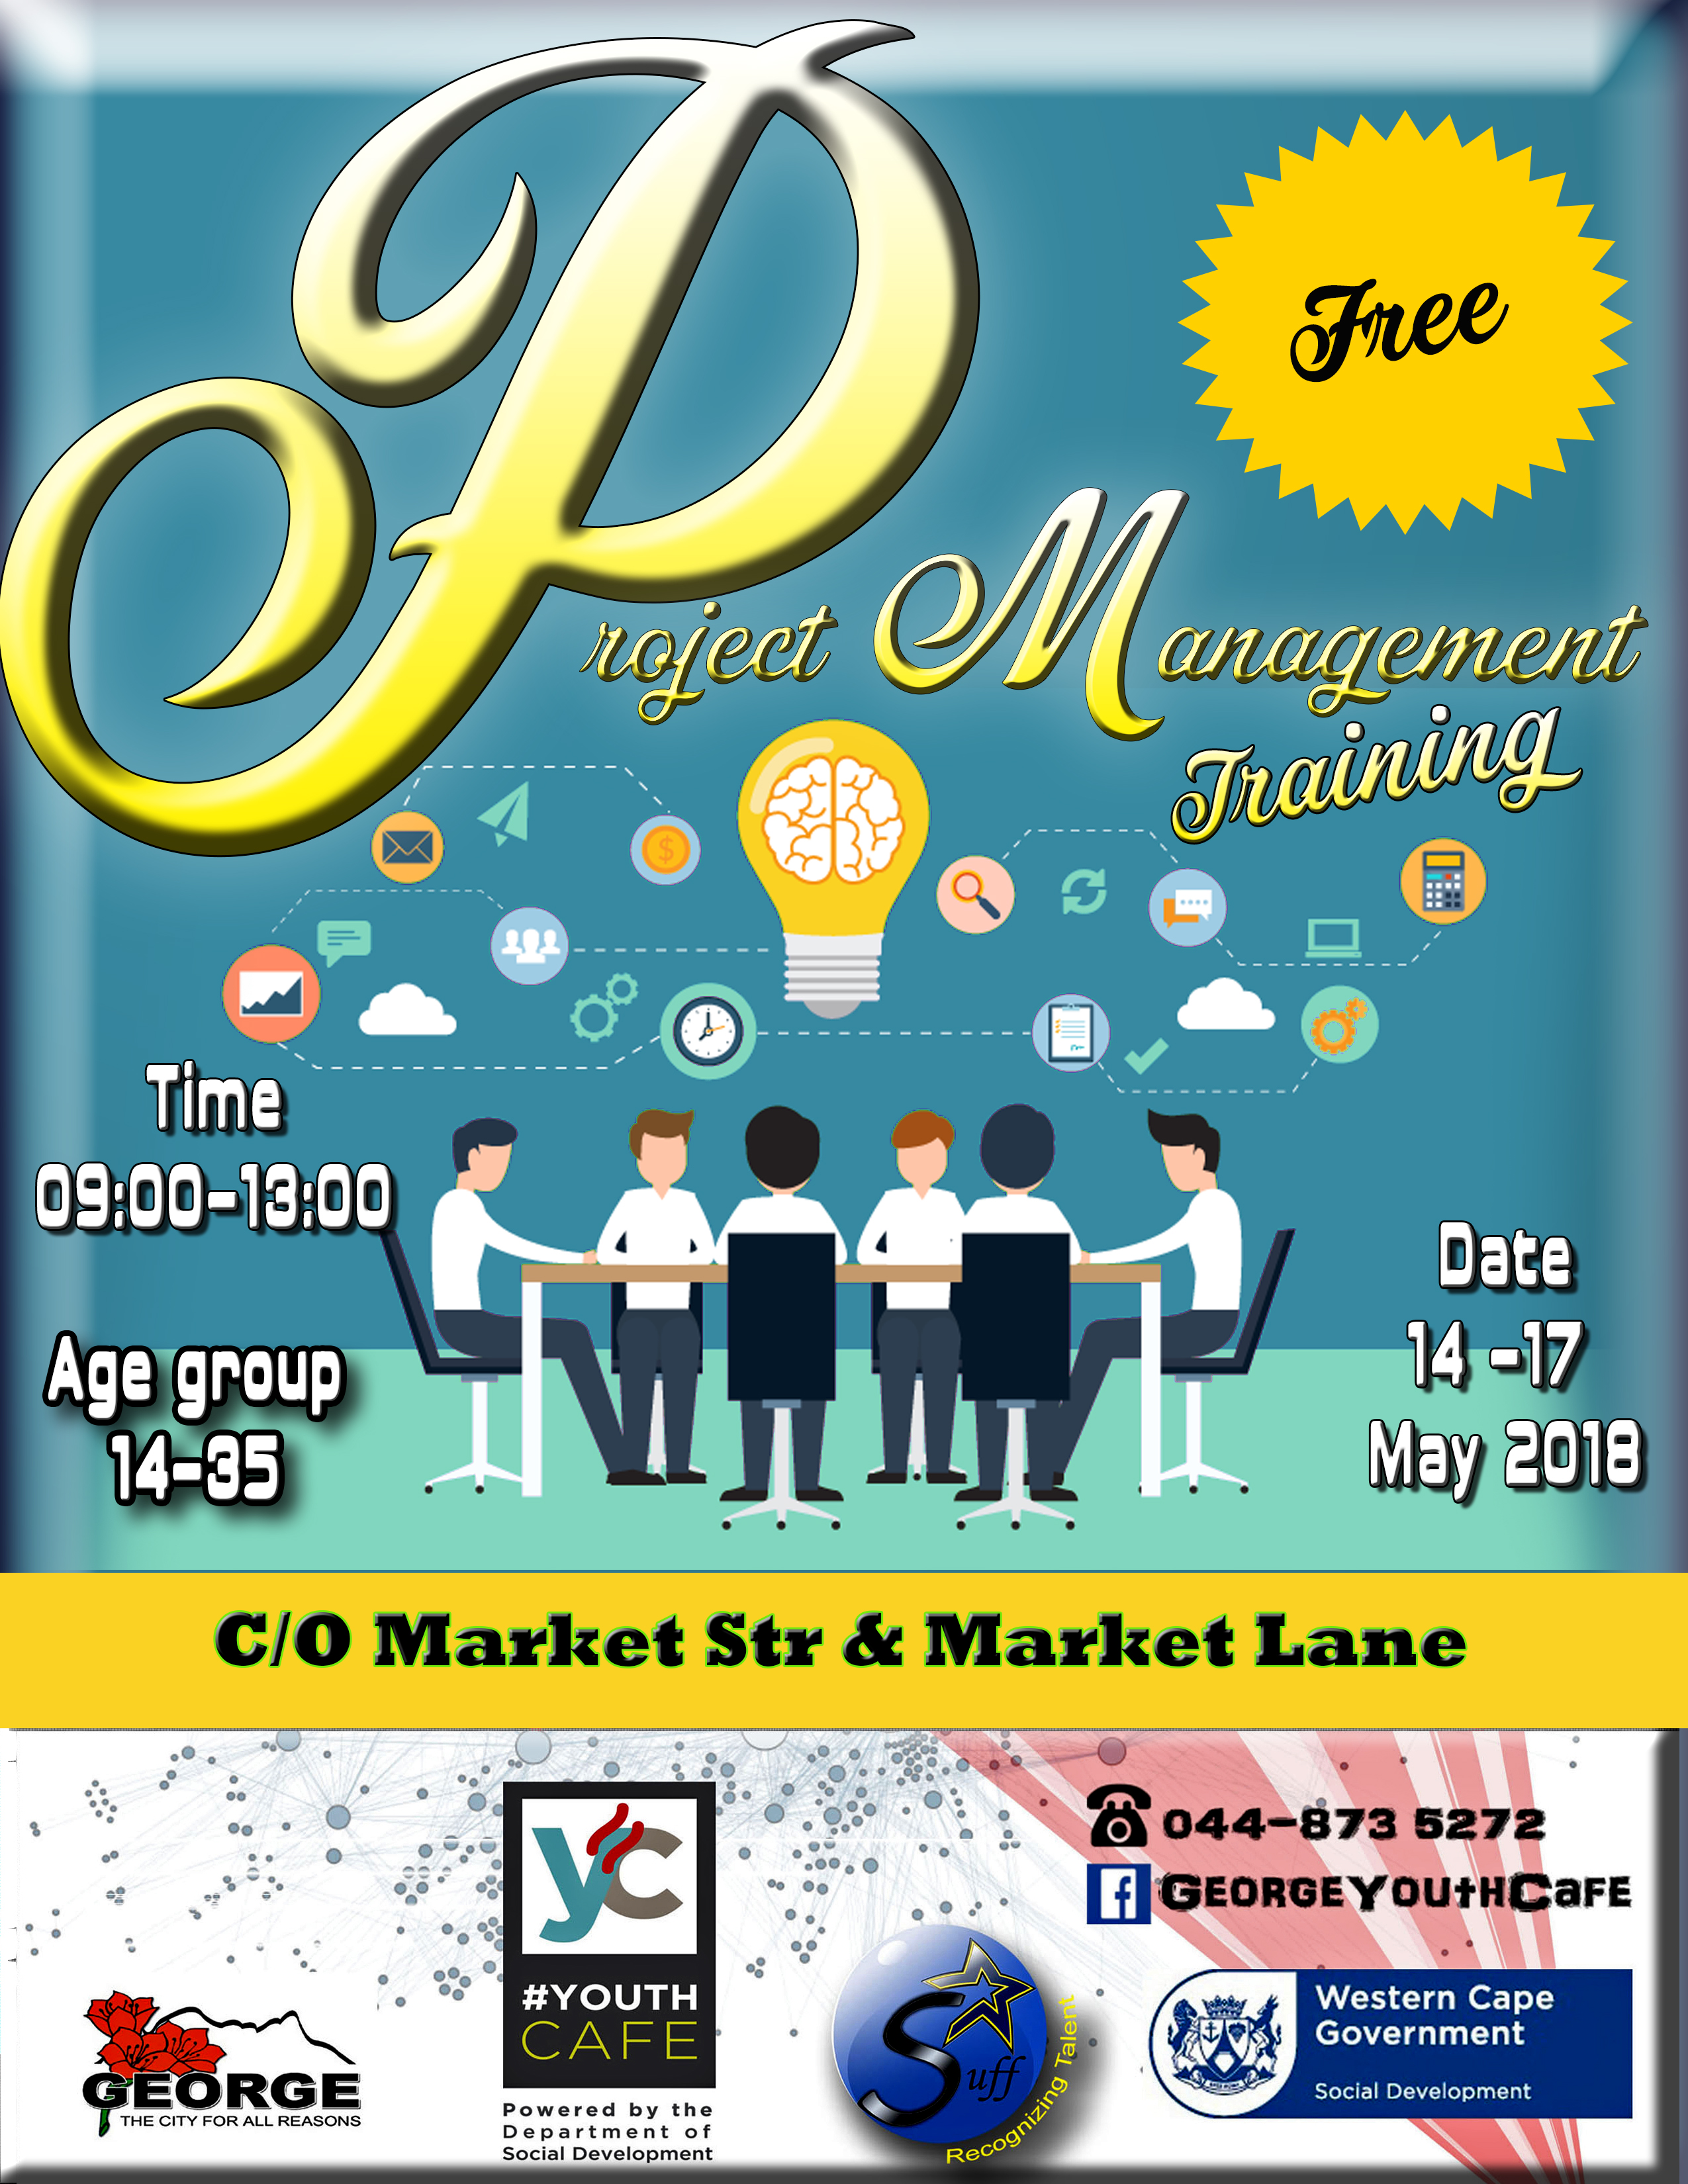 Free
Project Management
Training
Time
09:00-13:00
Age group
14-35
Date
14 -17
May 2018
C/O Market Str & Market Lane
044-873 5272
f GEORGEYOUtHCaFE
yc
#YOUTH
CAFE
Powered by the
Department of
Social Development
GEORGE
THE CITY FOR ALL REASONS
Suff
Recognizing Talent
Western Cape
Government
Social Development